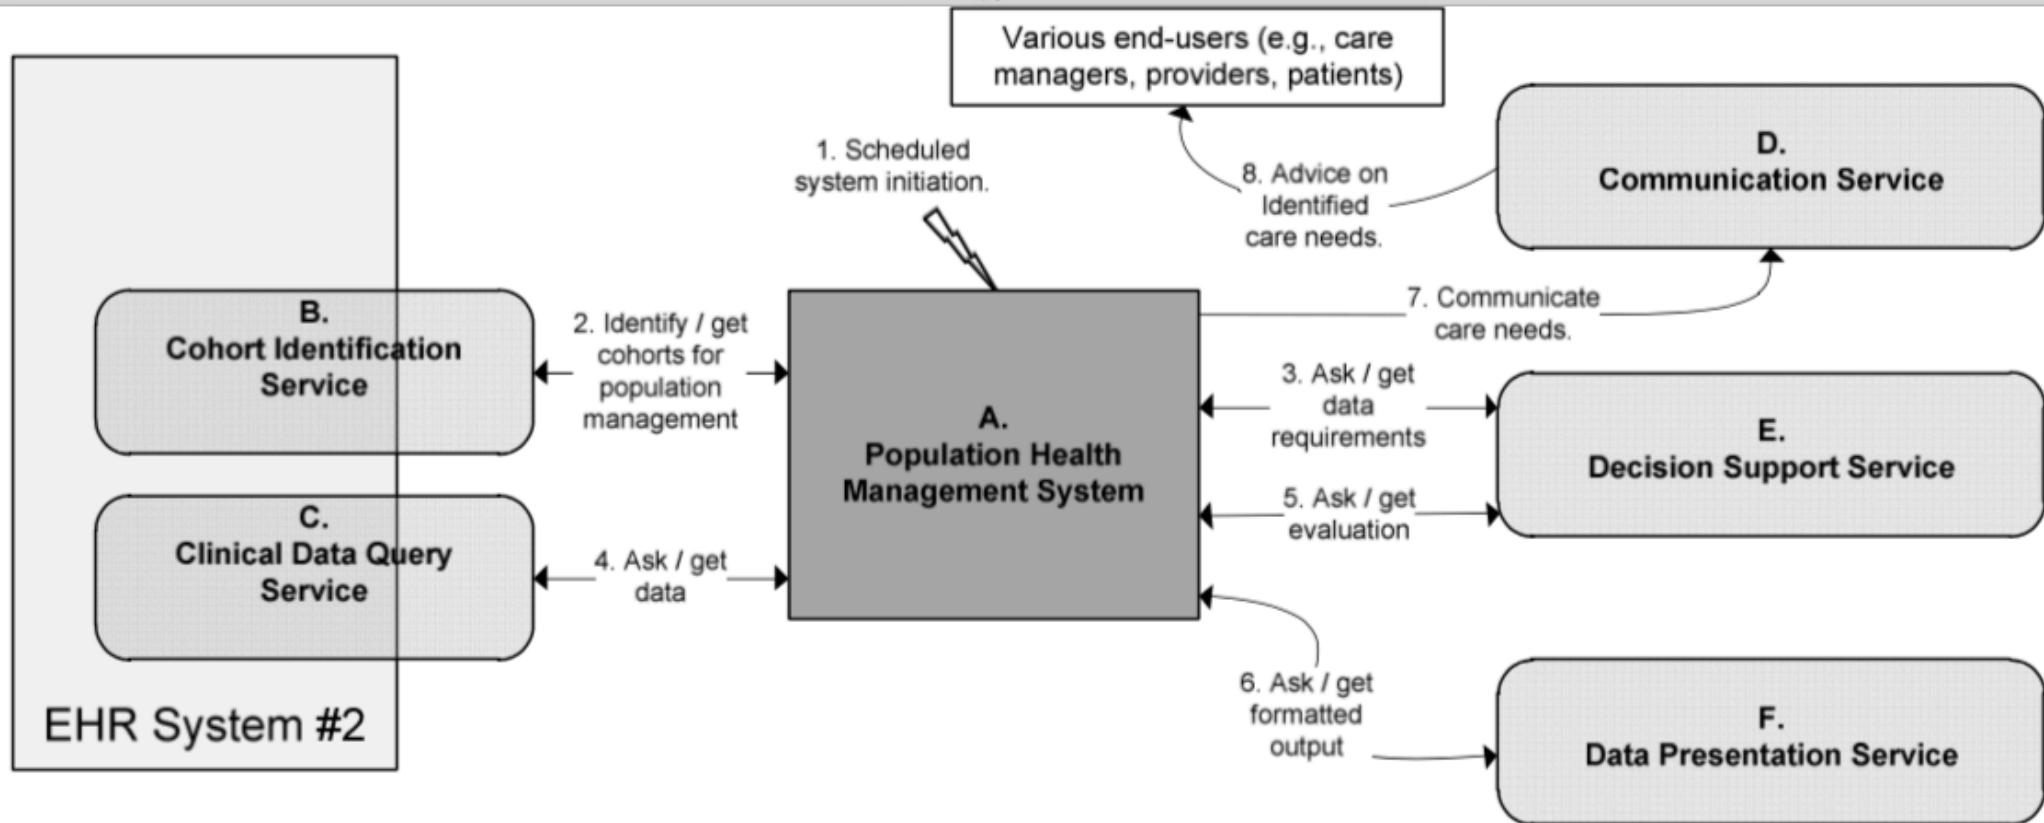 Various end-users (e.g., care
managers, providers, patients)
D.
Communication Service
1. Scheduled
system initiation.
8. Advice on
Identified
care needs.
7. Communicate
care needs.
B.
Cohort Identification
Service
2. Identify / get
cohorts for
population
management
A.
Population Health
Management System
3. Ask / get
data
requirements
E.
Decision Support Service
5. Ask / get
evaluation
C.
Clinical Data Query
Service
4. Ask / get
data
6. Ask / get
formatted
output
F.
Data Presentation Service
EHR System #2